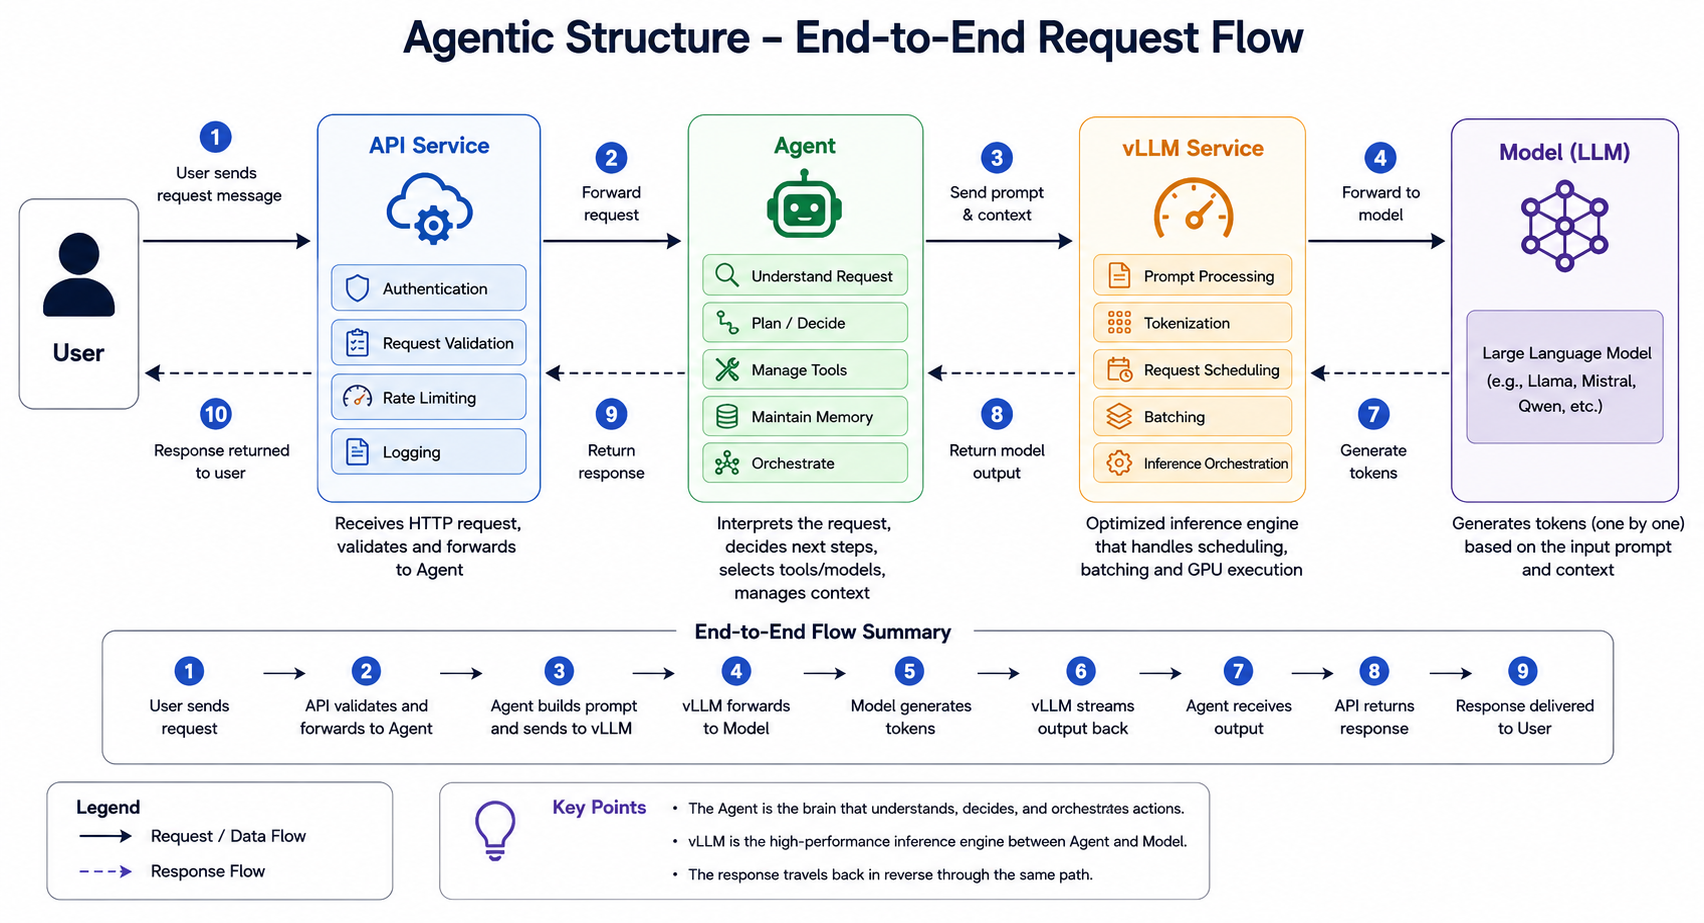 Agentic Structure – End-to-End Request Flow
User
1
User sends
request message
10
Response returned
to user
API Service
Authentication
Request Validation
Rate Limiting
Logging
Receives HTTP request,
validates and forwards
to Agent
2
Forward
request
9
Return
response
Agent
Understand Request
Plan / Decide
Manage Tools
Maintain Memory
Orchestrate
Interprets the request,
decides next steps,
selects tools/models,
manages context
3
Send prompt
& context
8
Return model
output
vLLM Service
Prompt Processing
Tokenization
Request Scheduling
Batching
Inference Orchestration
Optimized inference engine
that handles scheduling,
batching and GPU execution
4
Forward to
model
7
Generate
tokens
Model (LLM)
Large Language Model
(e.g., Llama, Mistral,
Qwen, etc.)
Generates tokens (one by one)
based on the input prompt
and context
End-to-End Flow Summary
1
User sends
request
2
API validates and
forwards to Agent
3
Agent builds prompt
and sends to vLLM
4
vLLM forwards
to Model
5
Model generates
tokens
6
vLLM streams
output back
7
Agent receives
output
8
API returns
response
9
Response delivered
to User
Legend
Request / Data Flow
Response Flow
Key Points
• The Agent is the brain that understands, decides, and orchestrates actions.
• vLLM is the high-performance inference engine between Agent and Model.
• The response travels back in reverse through the same path.